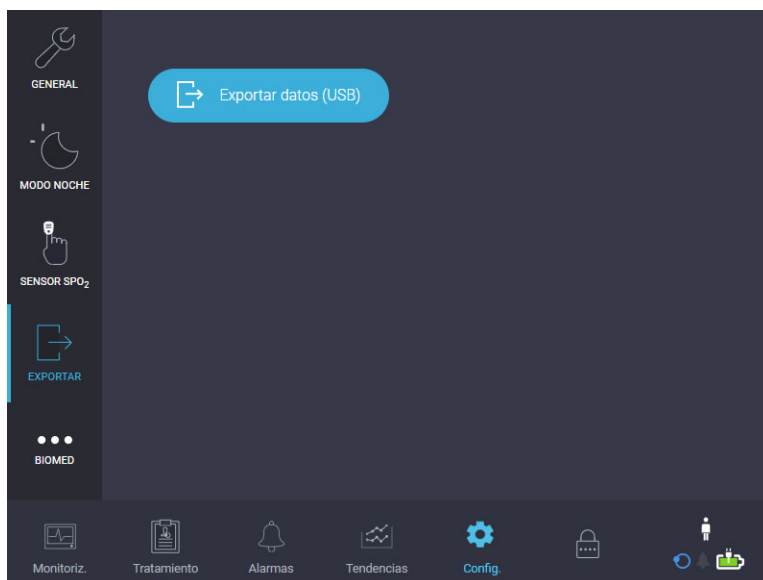 GENERAL
Exportar datos (USB)
MODO NOCHE
SENSOR SPO₂
EXPORTAR
BIOMED
Monitoriz.
Tratamiento
Alarmas
Tendencias
Config.